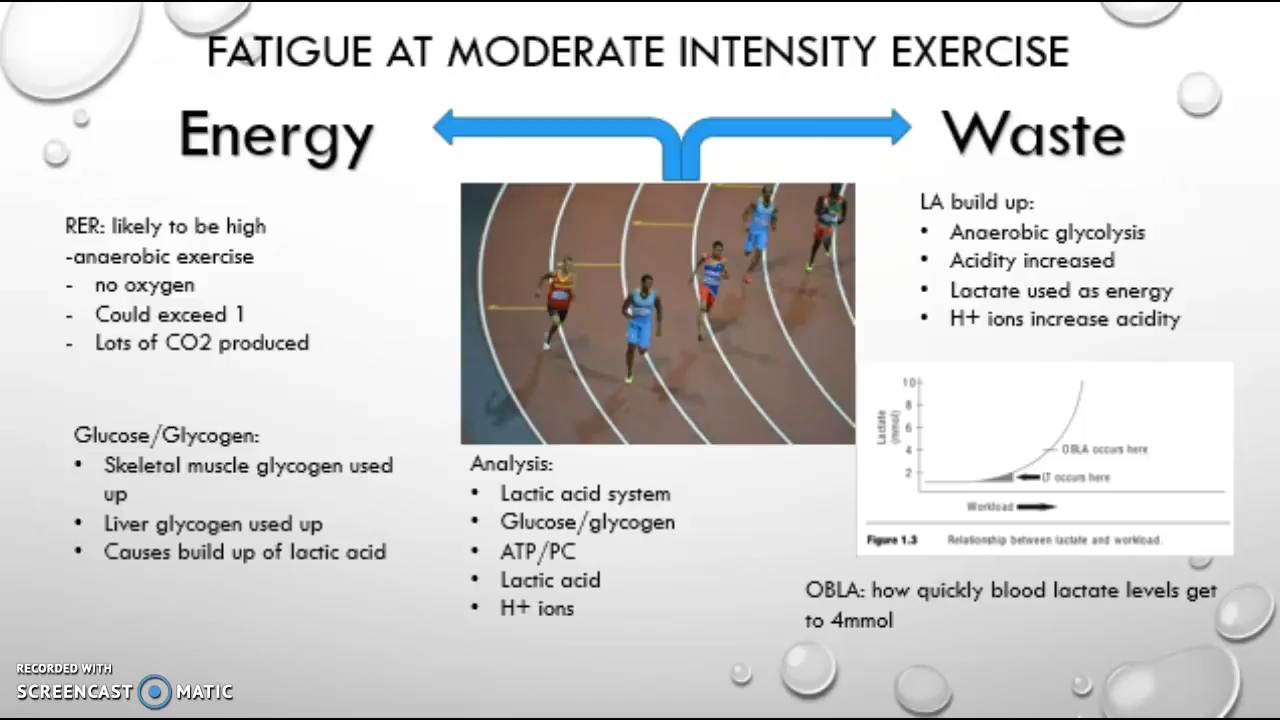 FATIGUE AT MODERATE INTENSITY EXERCISE
Energy
Waste
RER: likely to be high
-anaerobic exercise
- no oxygen
- Could exceed 1
- Lots of CO2 produced
Glucose/Glycogen:
• Skeletal muscle glycogen used
up
• Liver glycogen used up
• Causes build up of lactic acid
Analysis:
• Lactic acid system
• Glucose/glycogen
• ATP/PC
• Lactic acid
• H+ ions
LA build up:
• Anaerobic glycolysis
• Acidity increased
• Lactate used as energy
• H+ ions increase acidity
Lactate
(mmol)
10
8
6
4
2
OBLA occurs here
LT occurs here
Workload
Figure 1.3 Relationship between lactate and workload.
OBLA: how quickly blood lactate levels get
to 4mmol
RECORDED WITH
SCREENCAST MATIC